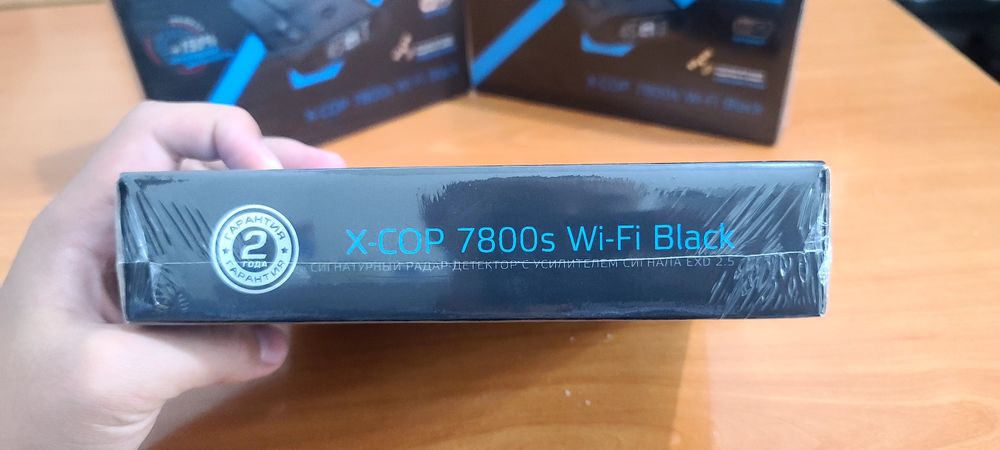 X-COP 7800s Wi-Fi Black
X-COP 7800s Wi-Fi Black
ГАРАНТИЯ
2
ГОДА
ГАРАНТИЯ
X-COP 7800s Wi-Fi Black
СИГНАТУРНЫЙ РАДАР-ДЕТЕКТОР С УСИЛИТЕЛЕМ СИГНАЛА EXD 2.5